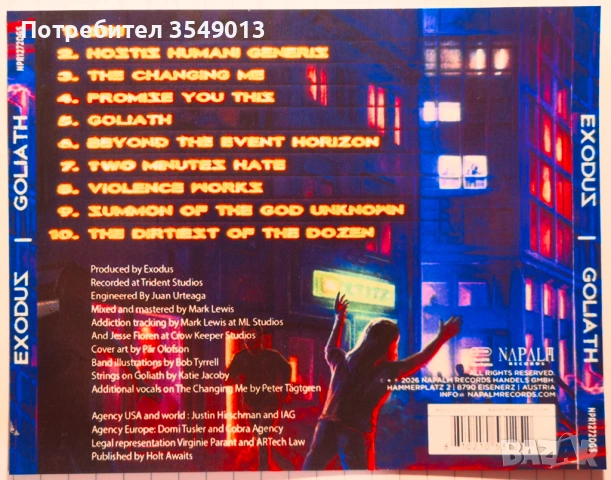 Потребител 3549013
2. HOSTIS HUMANI GENERIS
3. THE CHANGING ME
4. PROMISE YOU THIS
5. GOLIATH
6. BEYOND THE EVENT HORIZON
7. TWO MINUTES HATE
8. VIOLENCE WORKS
9. SUMMON OF THE GOD UNKNOWN
10. THE DIRTIEST OF THE DOZEN
Produced by Exodus
Recorded at Trident Studios
Engineered By Juan Urteaga
Mixed and mastered by Mark Lewis
Addiction tracking by Mark Lewis at ML Studios
And Jesse Floren at Crow Keeper Studios
Cover art by Pär Olofson
Band illustrations by Bob Tyrrell
Strings on Goliath by Katie Jacoby
Additional vocals on The Changing Me by Peter Tägtgren
Agency USA and world : Justin Hirschman and IAG
Agency Europe: Domi Tusler and Cobra Agency
Legal representation Virginie Parant and ARTech Law
Published by Holt Awaits
NAPALM
RECORDS
ALL RIGHTS RESERVED.
2026 NAPALM RECORDS HANDELS GMBH.
HAMMERPLATZ 2 | 8790 EISENERZ | AUSTRIA
INFO@NAPALMRECORDS.COM
EXODUS | GOLIATH
NPR1272DGS
EXODUS | GOLIATH
NPR1272DGS
BAZAR